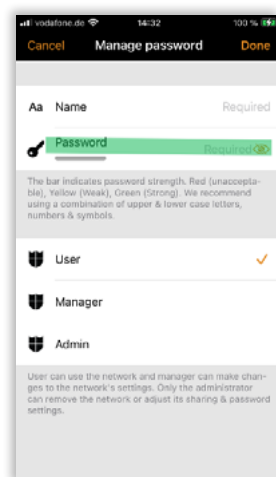 vodafone.de 14:32 100 %
Cancel Manage password Done
Aa Name Required
Password Required
The bar indicates password strength. Red (unaccepta-
ble), Yellow (Weak), Green (Strong). We recommend
using a combination of upper & lower case letters,
numbers & symbols.
User
Manager
Admin
User can use the network and manager can make chan-
ges to the network's settings. Only the administrator
can remove the network or adjust its sharing & password
settings.